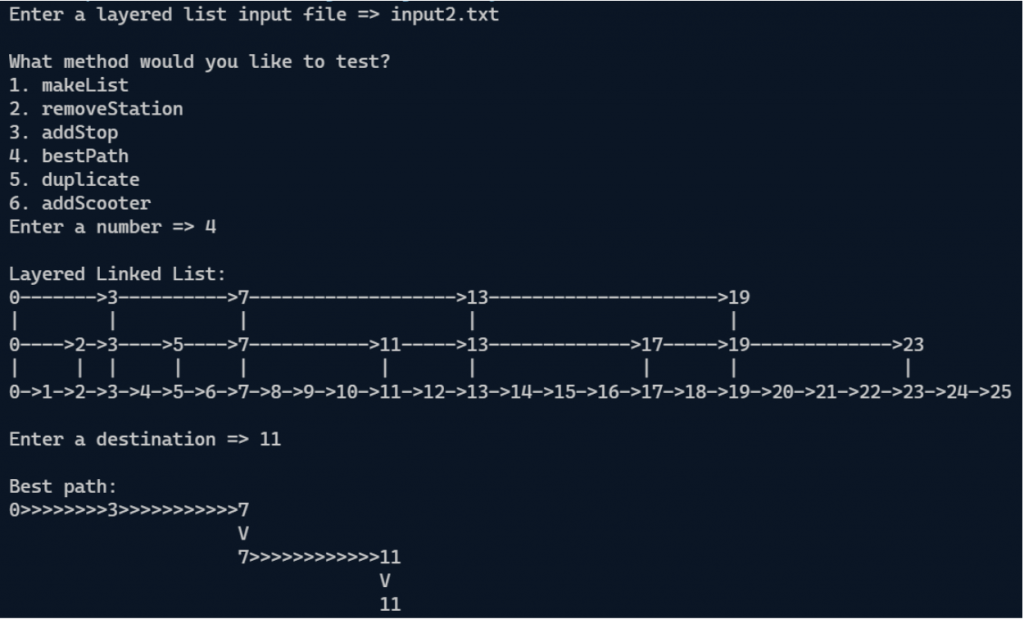 Enter a layered list input file => input2.txt

What method would you like to test?
1. makeList
2. removeStation
3. addStop
4. bestPath
5. duplicate
6. addScooter
Enter a number => 4

Layered Linked List:
0------->3---------->7------------------->13--------------------->19
|        |           |                    |                       |
0---->2->3---->5---->7----------->11----->13------------->17----->19------------->23
|     |  |     |     |            |       |               |       |               |
0->1->2->3->4->5->6->7->8->9->10->11->12->13->14->15->16->17->18->19->20->21->22->23->24->25

Enter a destination => 11

Best path:
0>>>>>>>>3>>>>>>>>>>>7
                     V
                     7>>>>>>>>>>>>11
                                  V
                                  11